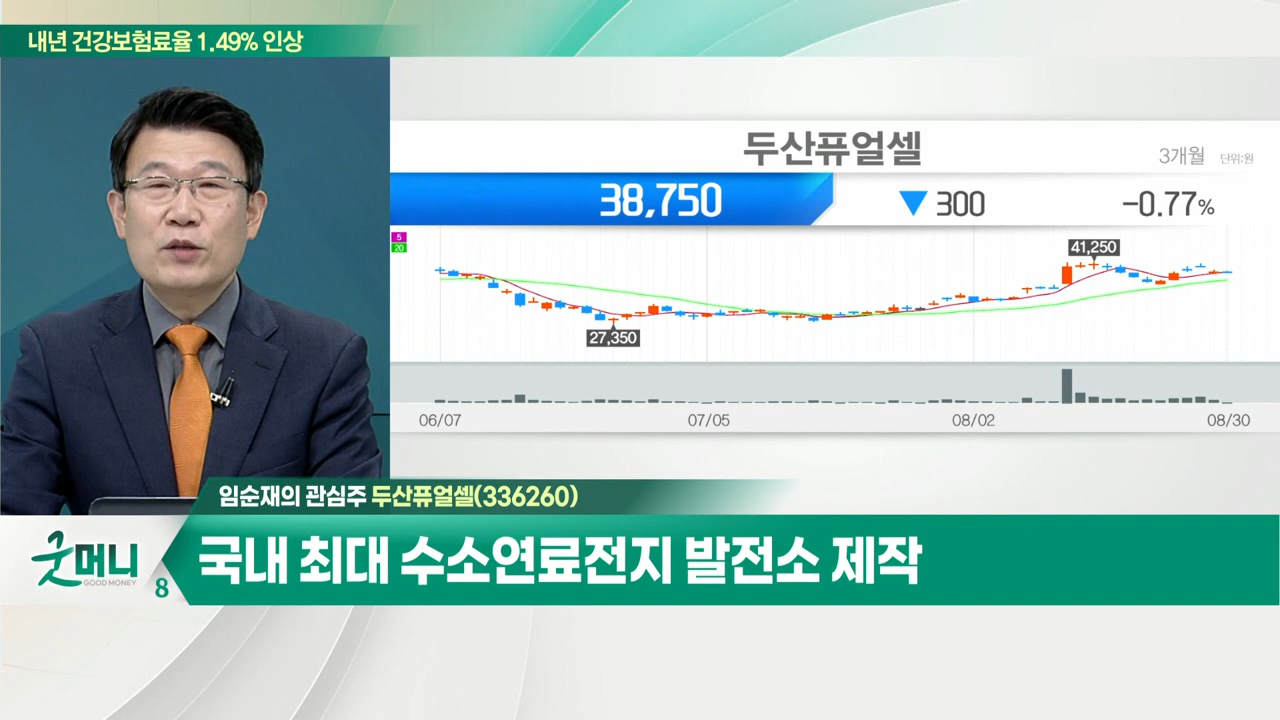 내년 건강보험료율 1.49% 인상
두산퓨얼셀
3개월 단위:원
38,750 ▼ 300 -0.77%
5
20
41,250
27,350
06/07 07/05 08/02 08/30
임순재의 관심주 두산퓨얼셀(336260)
굿머니
GOOD MONEY
8
국내 최대 수소연료전지 발전소 제작